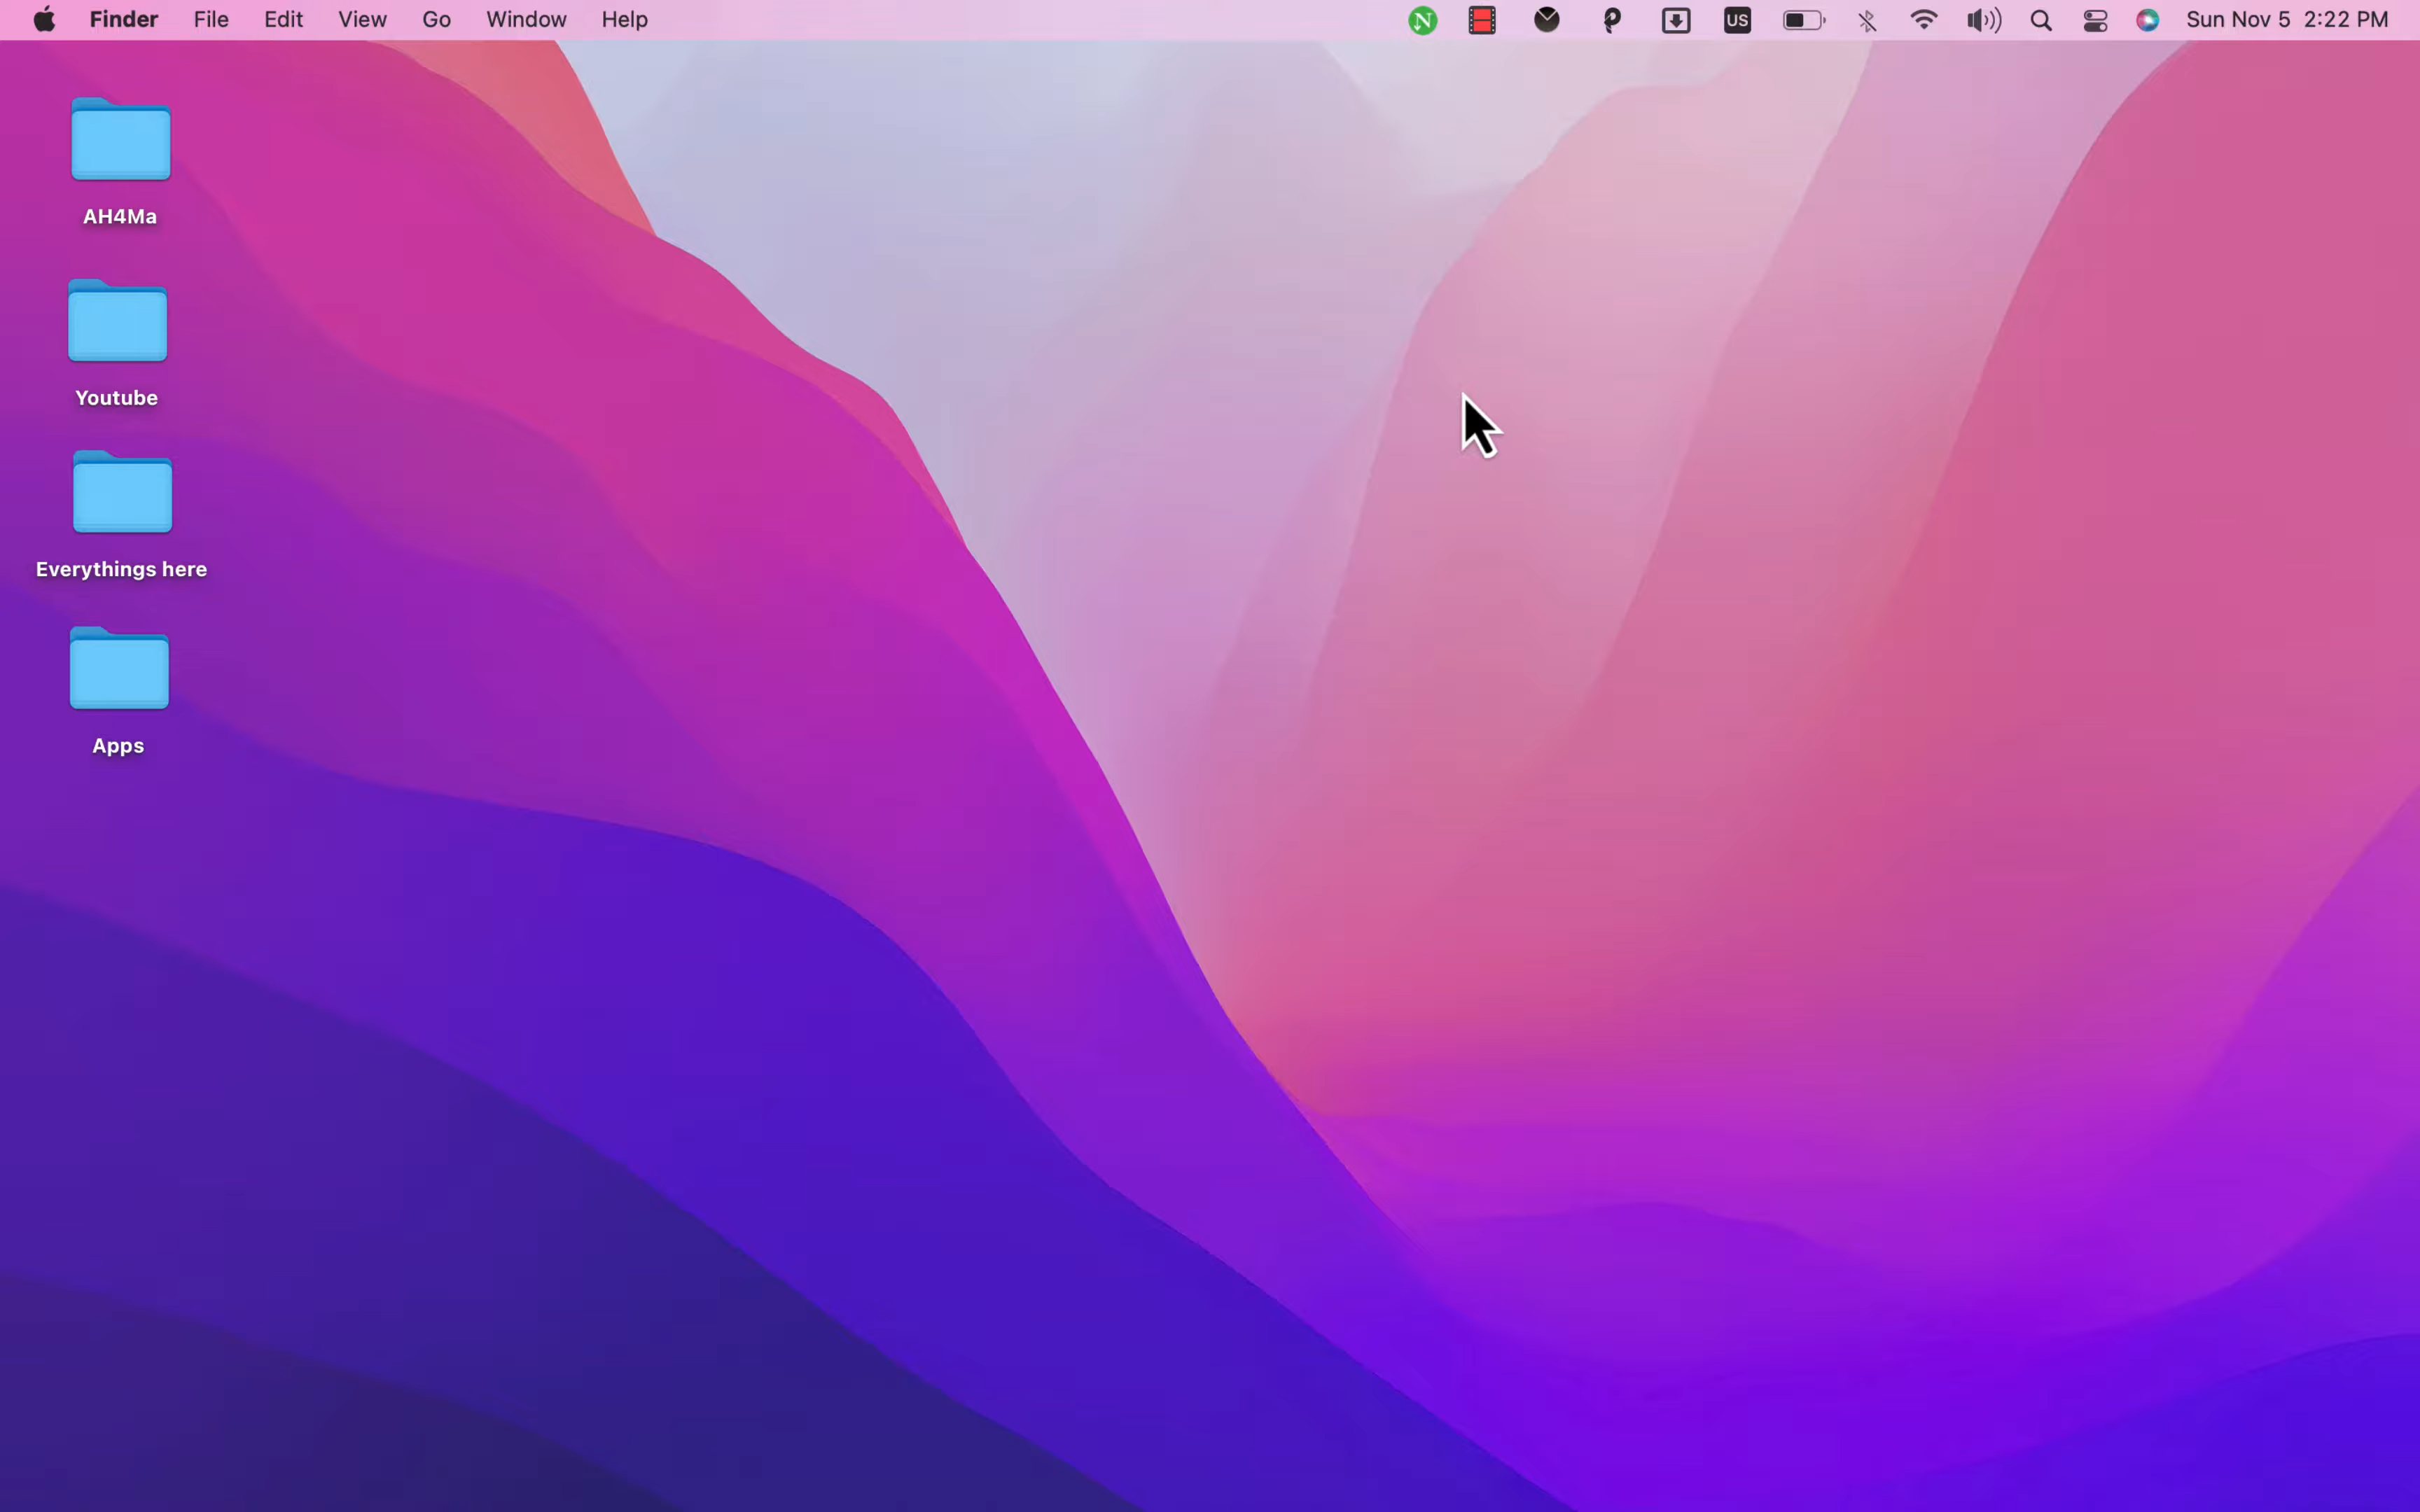 Finder File Edit View Go Window Help N US Sun Nov 5 2:22 PM
AH4Ma
Youtube
Everythings here
Apps